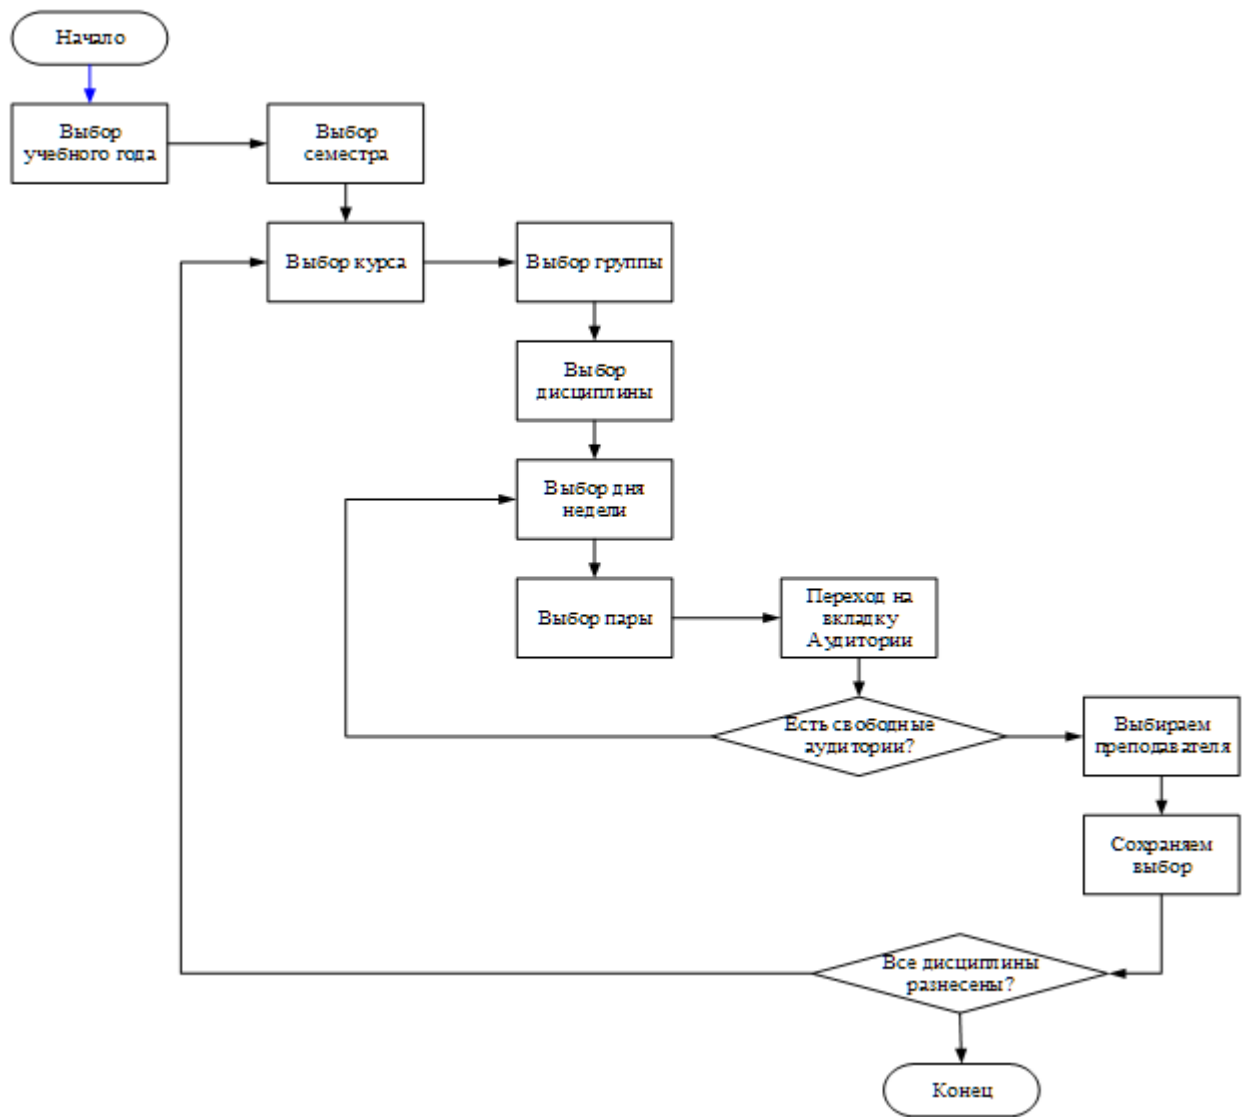 Начало
Выбор
учебного года
Выбор
семестра
Выбор курса
Выбор группы
Выбор
дисциплины
Выбор дня
недели
Выбор пары
Переход на
вкладку
Аудитории
Есть свободные
аудитории?
Выбираем
преподавателя
Сохраняем
выбор
Все дисциплины
разнесены?
Конец